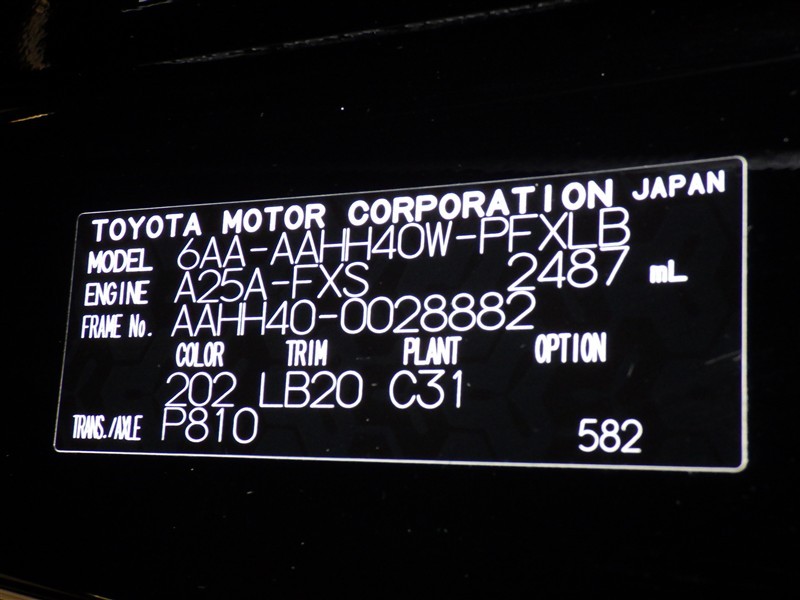 TOYOTA MOTOR CORPORATION JAPAN
MODEL 6AA-AAHH40W-PFXLB
ENGINE A25A-FXS 2487 mL
FRAME No. AAHH40-0028882
COLOR TRIM PLANT OPTION
202 LB20 C31
TRANS./AXLE P810 582